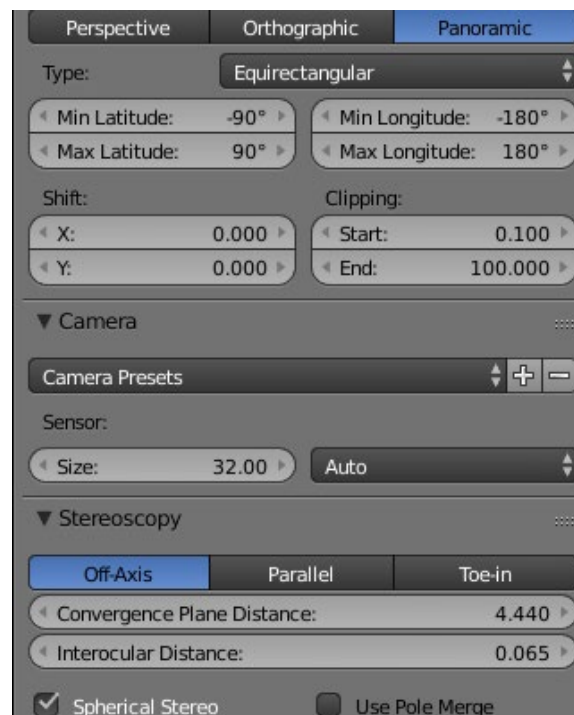 Perspective Orthographic Panoramic
Type: Equirectangular
Min Latitude: -90° Min Longitude: -180°
Max Latitude: 90° Max Longitude: 180°
Shift: Clipping:
X: 0.000 Start: 0.100
Y: 0.000 End: 100.000
Camera
Camera Presets
Sensor:
Size: 32.00 Auto
Stereoscopy
Off-Axis Parallel Toe-in
Convergence Plane Distance: 4.440
Interocular Distance: 0.065
Spherical Stereo Use Pole Merge